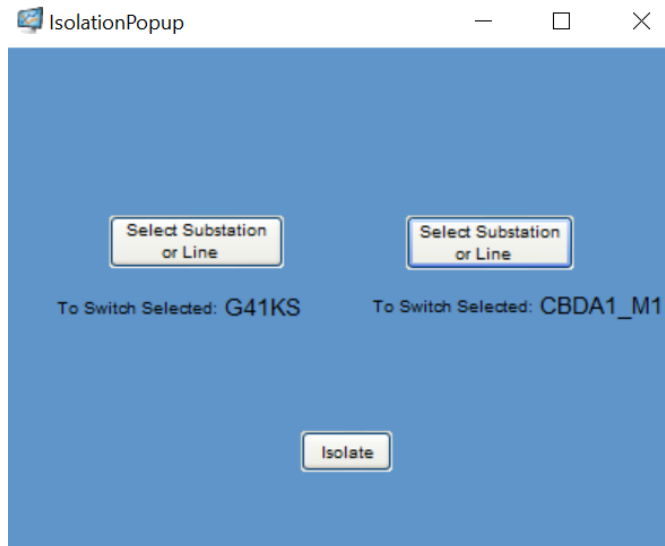 IsolationPopup
Select Substation
or Line
To Switch Selected: G41KS
Select Substation
or Line
To Switch Selected: CBDA1_M1
Isolate